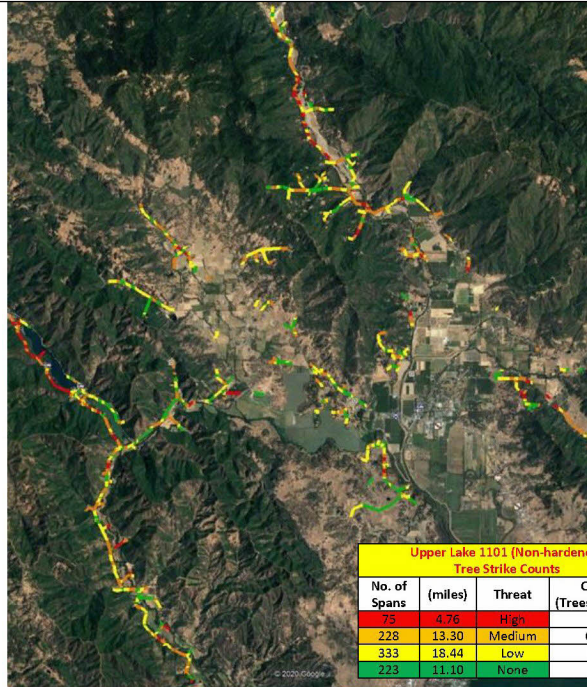 Upper Lake 1101 (Non-hardene
Tree Strike Counts
No. of Spans (miles) Threat C (Trees
75 4.76 High
228 13.30 Medium
333 18.44 Low
223 11.10 None
© 2020 Google